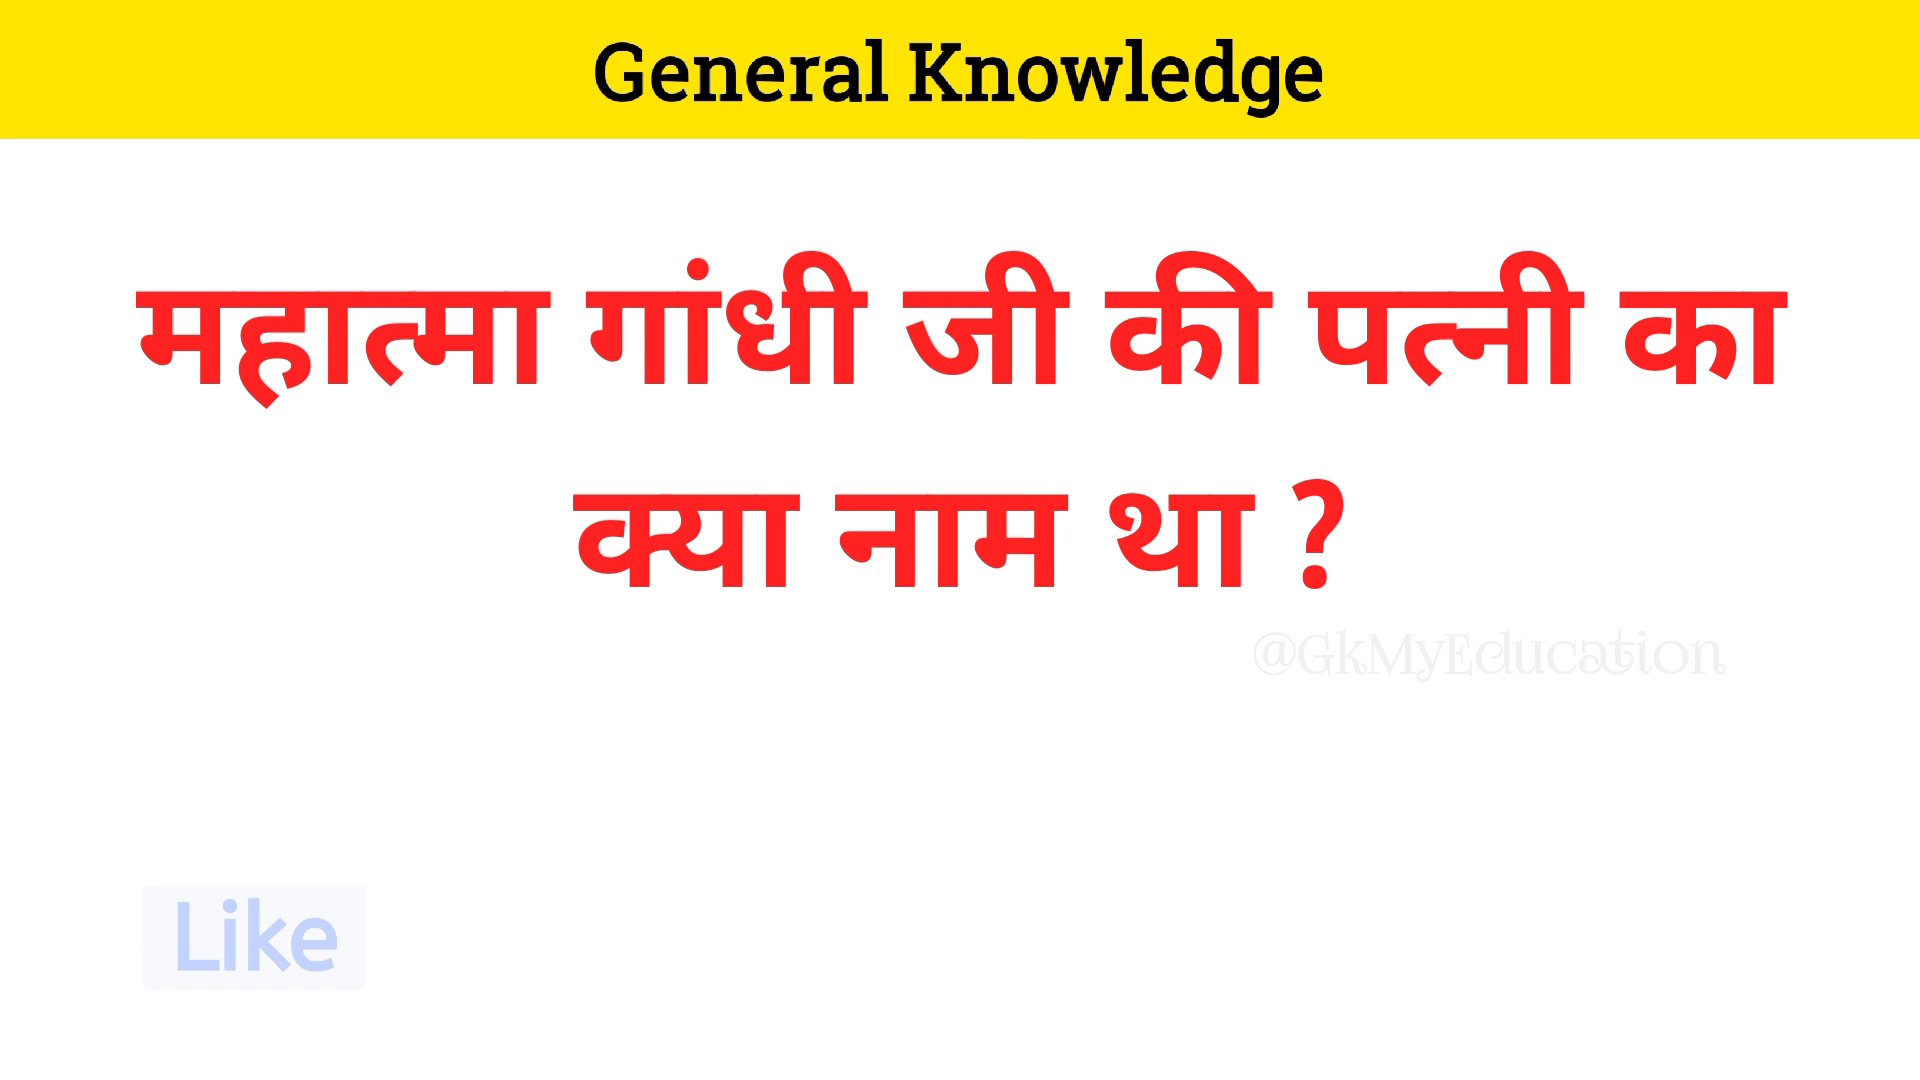 General Knowledge
महात्मा गांधी जी की पत्नी का
क्या नाम था ?
@GkMyEducation
Like